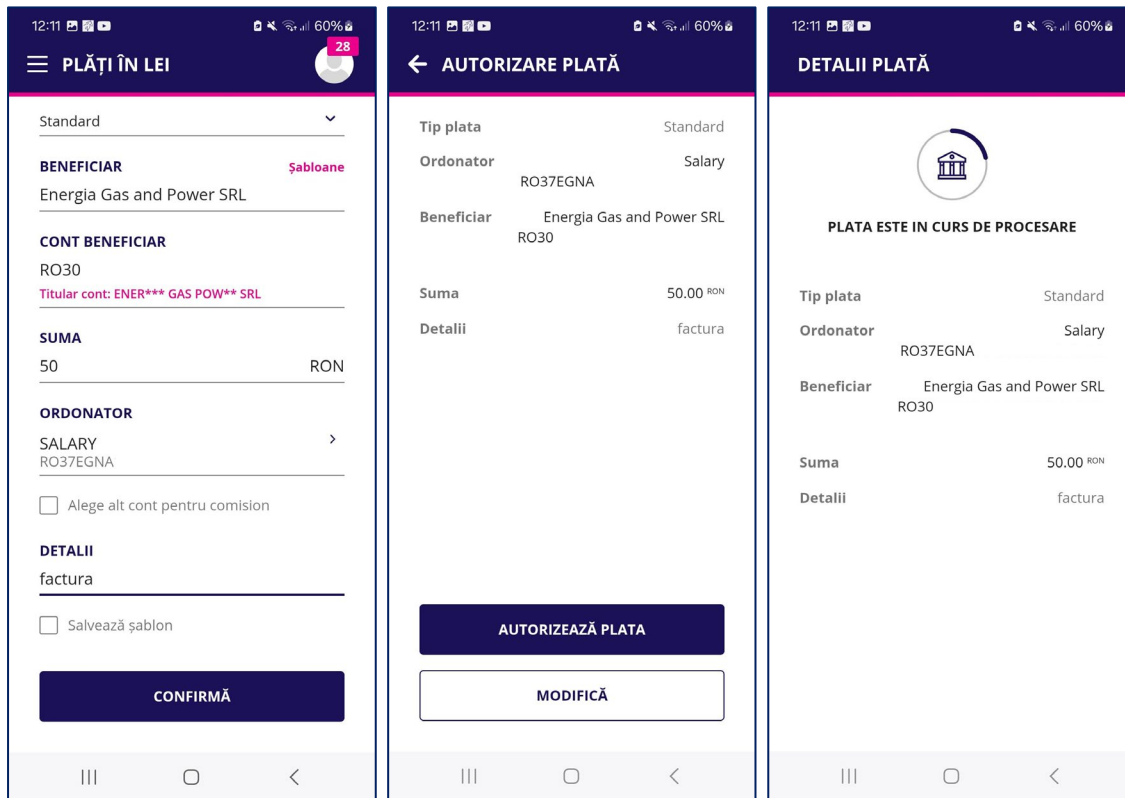 12:11
60%
28
PLĂȚI ÎN LEI
Standard
BENEFICIAR Șabloane
Energia Gas and Power SRL
CONT BENEFICIAR
RO30
Titular cont: ENER*** GAS POW** SRL
SUMA
50 RON
ORDONATOR
SALARY
RO37EGNA
Alege alt cont pentru comision
DETALII
factura
Salvează șablon
CONFIRMĂ
12:11
60%
AUTORIZARE PLATĂ
Tip plata Standard
Ordonator Salary
RO37EGNA
Beneficiar Energia Gas and Power SRL
RO30
Suma 50.00 RON
Detalii factura
AUTORIZEAZĂ PLATA
MODIFICĂ
12:11
60%
DETALII PLATĂ
PLATA ESTE IN CURS DE PROCESARE
Tip plata Standard
Ordonator Salary
RO37EGNA
Beneficiar Energia Gas and Power SRL
RO30
Suma 50.00 RON
Detalii factura